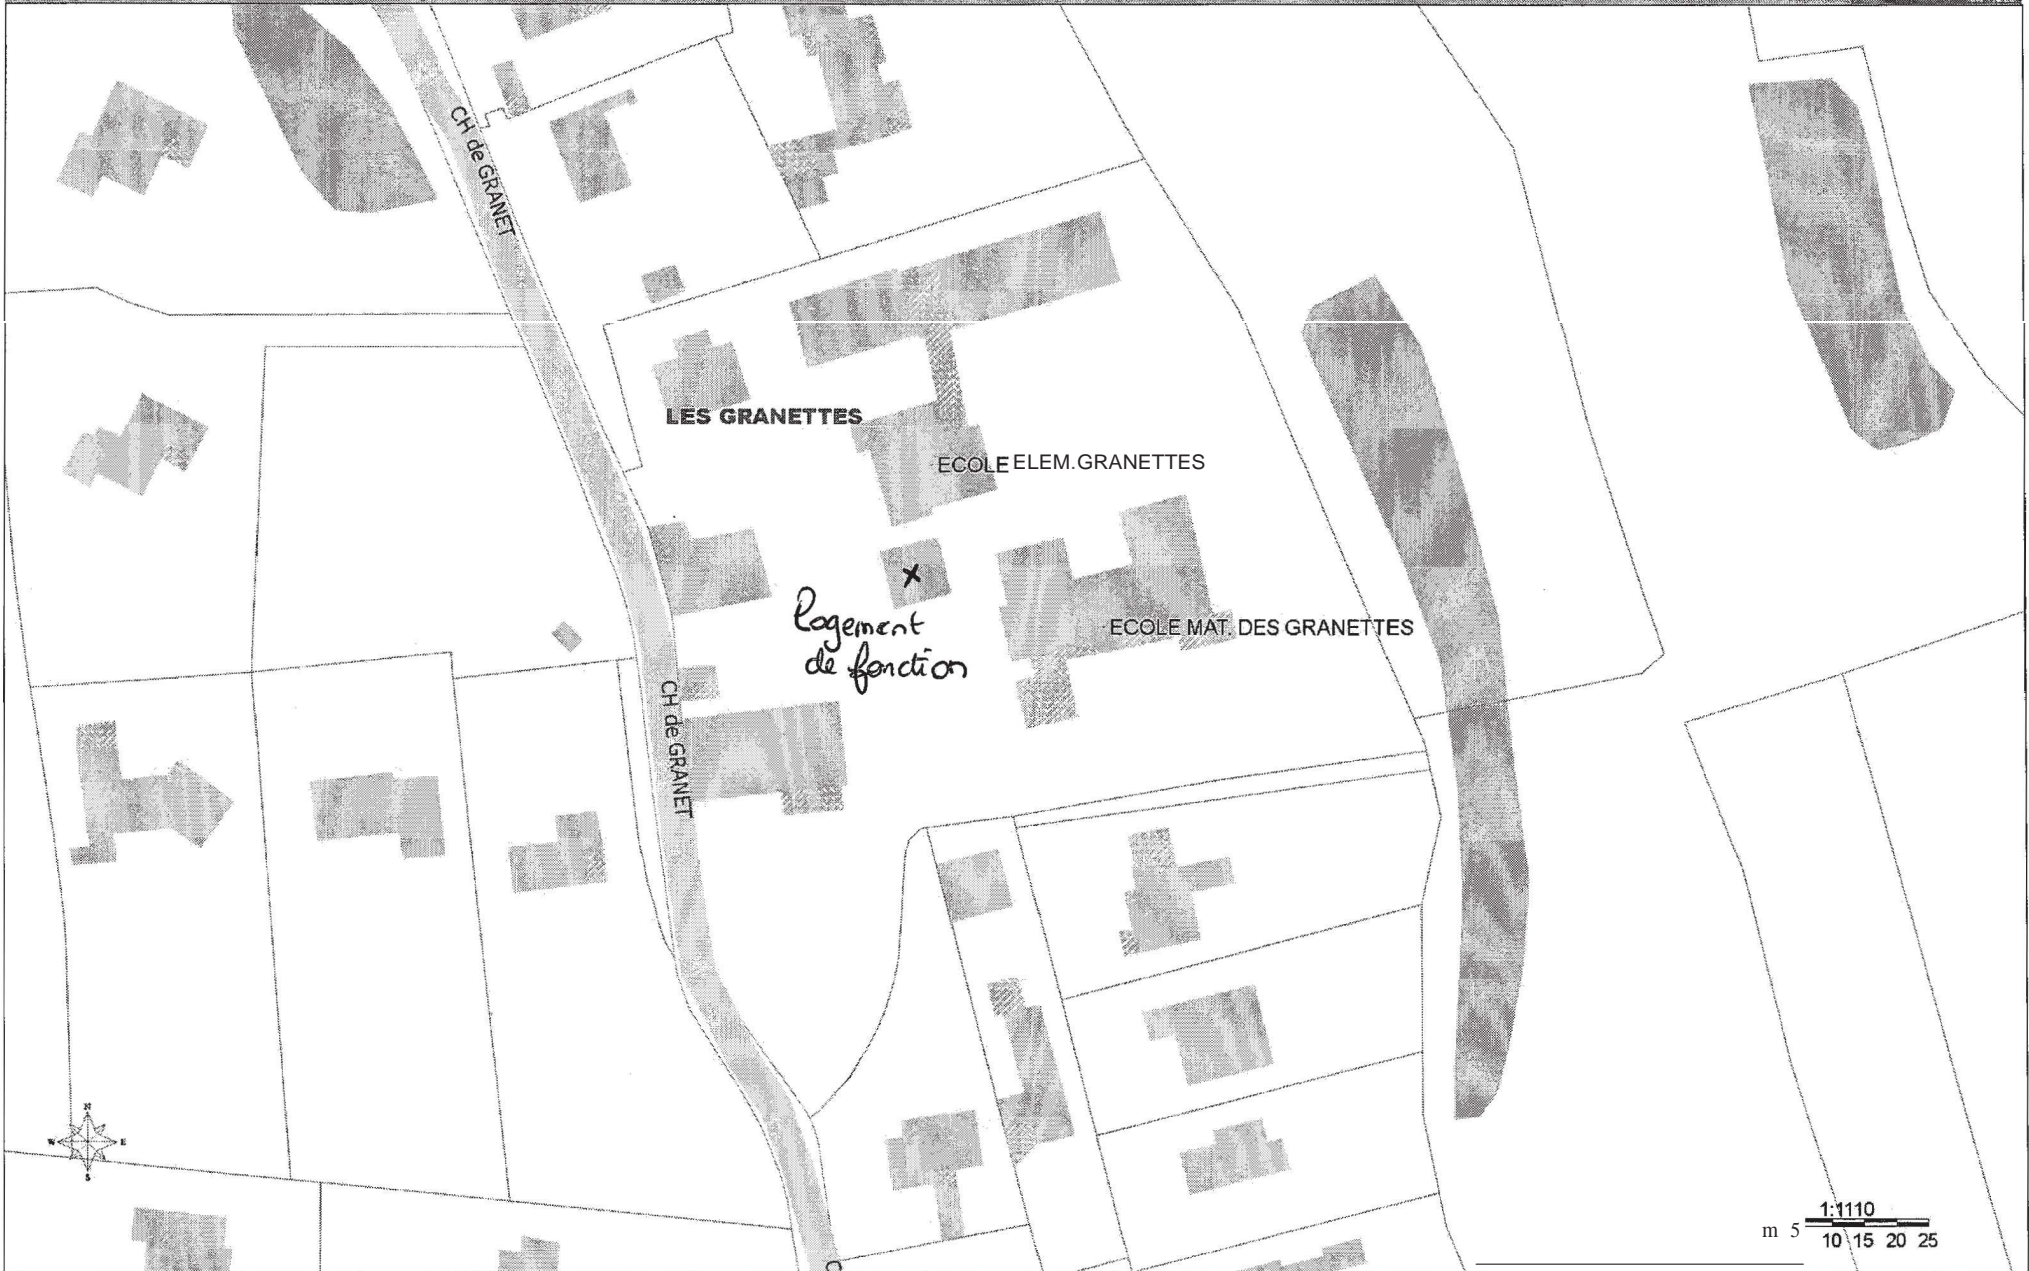 CH de GRANET
LES GRANETTES
ECOLE ELEM.GRANETTES
Logement
de fonction
ECOLE MAT. DES GRANETTES
CH de GRANET
N
W E
S
1:1110
m 5
10 15 20 25